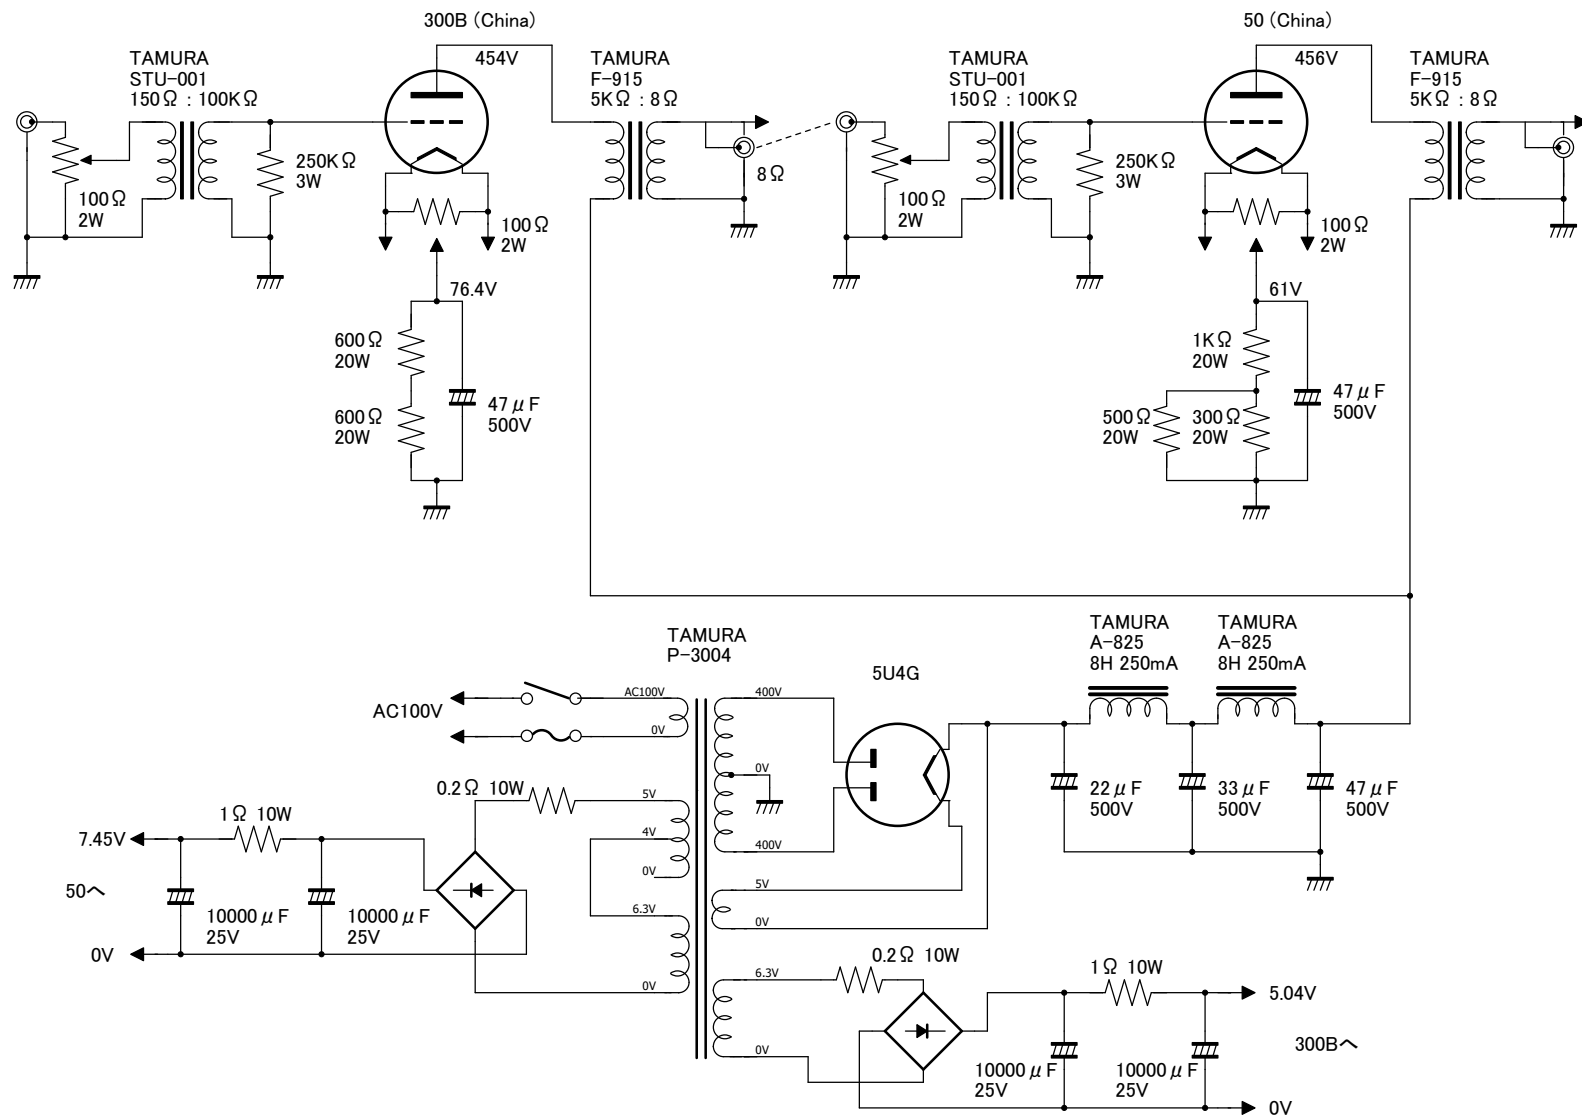 300B (China)
50 (China)
TAMURA
STU-001
150Ω : 100KΩ
454V
TAMURA
F-915
5KΩ : 8Ω
TAMURA
STU-001
150Ω : 100KΩ
456V
TAMURA
F-915
5KΩ : 8Ω
100Ω
2W
250KΩ
3W
100Ω
2W
8Ω
100Ω
2W
250KΩ
3W
100Ω
2W
76.4V
61V
600Ω
20W
600Ω
20W
47μF
500V
1KΩ
20W
500Ω
20W
300Ω
20W
47μF
500V
TAMURA
P-3004
5U4G
TAMURA
A-825
8H 250mA
TAMURA
A-825
8H 250mA
AC100V
AC100V
0V
400V
0V
400V
22μF
500V
33μF
500V
47μF
500V
0.2Ω 10W
5V
4V
0V
6.3V
0V
5V
0V
1Ω 10W
7.45V
50へ
0V
10000μF
25V
10000μF
25V
6.3V
0V
0.2Ω 10W
1Ω 10W
5.04V
300Bへ
0V
10000μF
25V
10000μF
25V